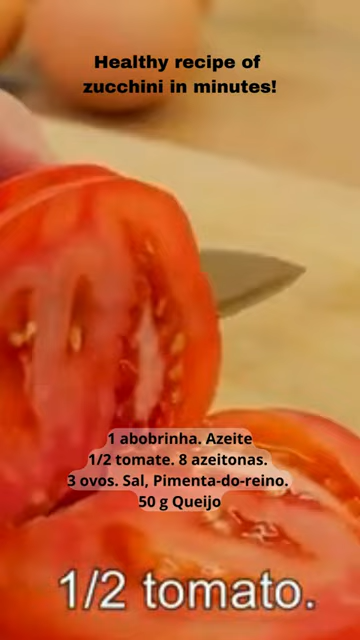 Healthy recipe of
zucchini in minutes!
1 abobrinha. Azeite
1/2 tomate. 8 azeitonas.
3 ovos. Sal, Pimenta-do-reino.
50 g Queijo
1/2 tomato.